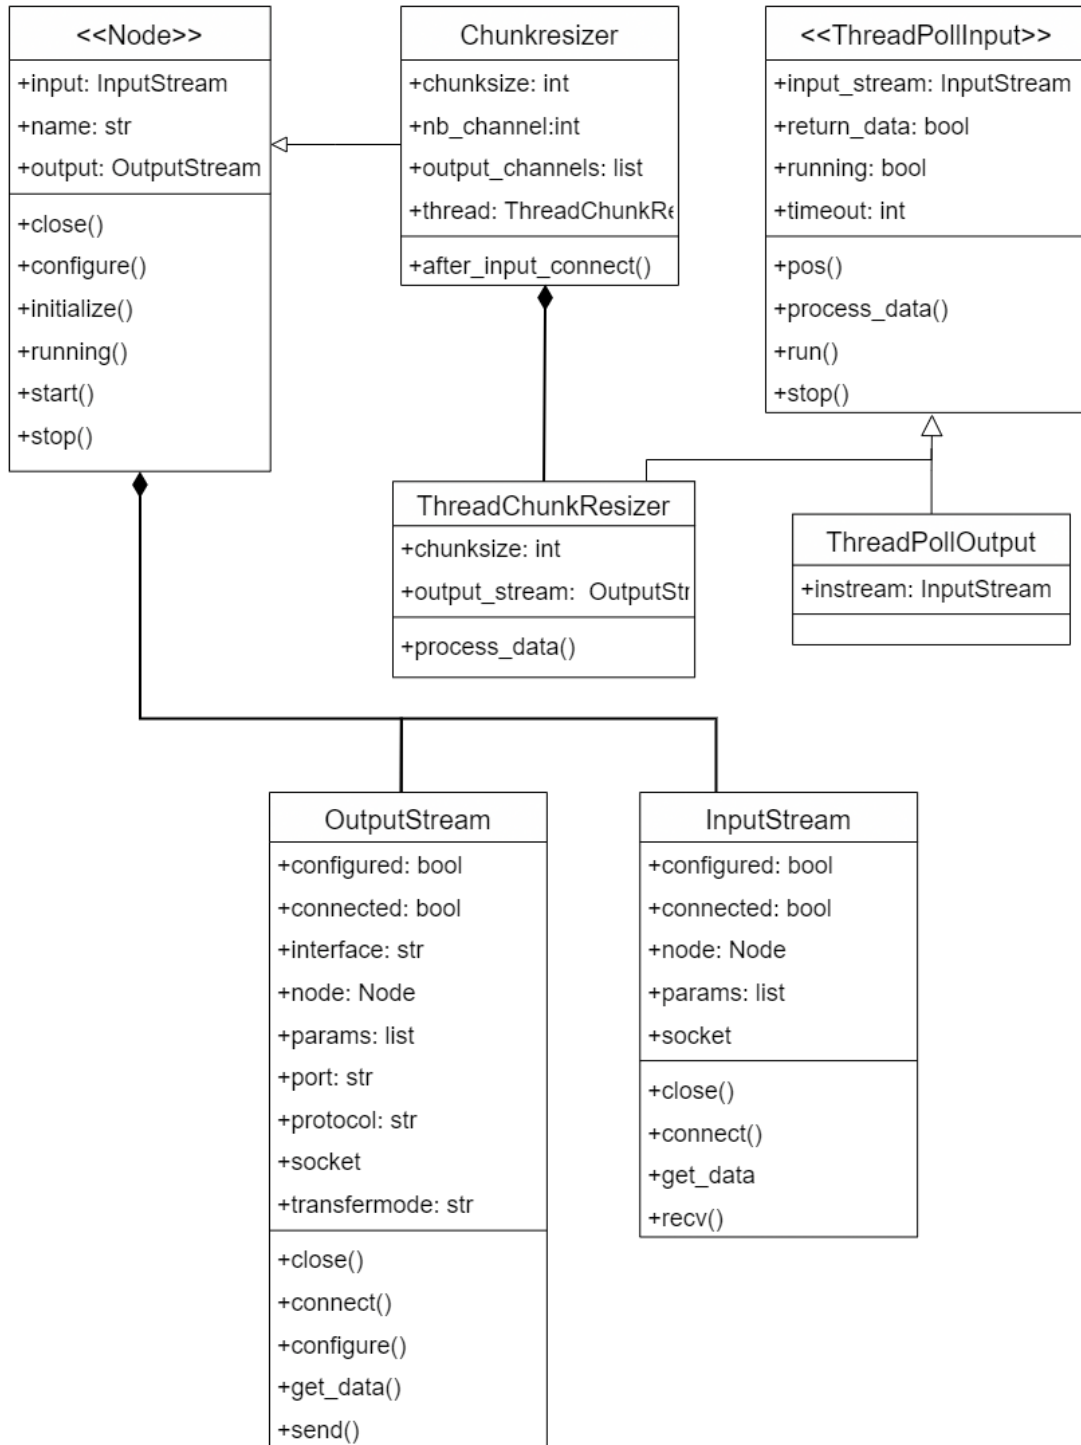 <<Node>>
+input: InputStream
+name: str
+output: OutputStream
+close()
+configure()
+initialize()
+running()
+start()
+stop()
Chunkresizer
+chunksize: int
+nb_channel:int
+output_channels: list
+thread: ThreadChunkRe
+after_input_connect()
<<ThreadPollInput>>
+input_stream: InputStream
+return_data: bool
+running: bool
+timeout: int
+pos()
+process_data()
+run()
+stop()
ThreadChunkResizer
+chunksize: int
+output_stream: OutputStr
+process_data()
ThreadPollOutput
+instream: InputStream
OutputStream
+configured: bool
+connected: bool
+interface: str
+node: Node
+params: list
+port: str
+protocol: str
+socket
+transfermode: str
+close()
+connect()
+configure()
+get_data()
+send()
InputStream
+configured: bool
+connected: bool
+node: Node
+params: list
+socket
+close()
+connect()
+get_data
+recv()